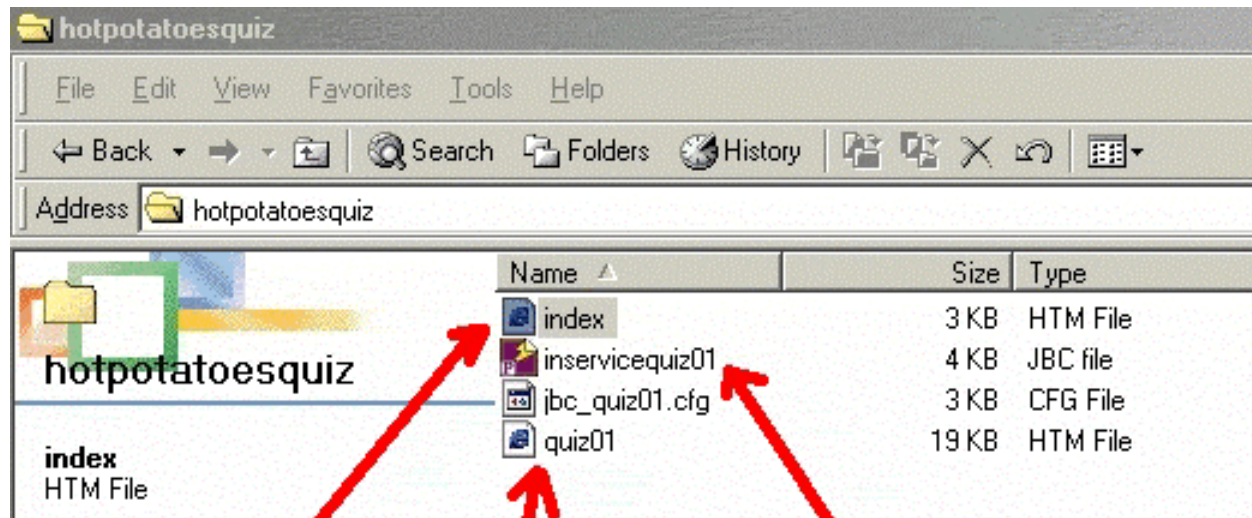 hotpotatoesquiz
File Edit View Favorites Tools Help
Back Search Folders History
Address hotpotatoesquiz
Name Size Type
index 3 KB HTM File
inservicequiz01 4 KB JBC file
jbc_quiz01.cfg 3 KB CFG File
quiz01 19 KB HTM File
hotpotatoesquiz
index
HTM File